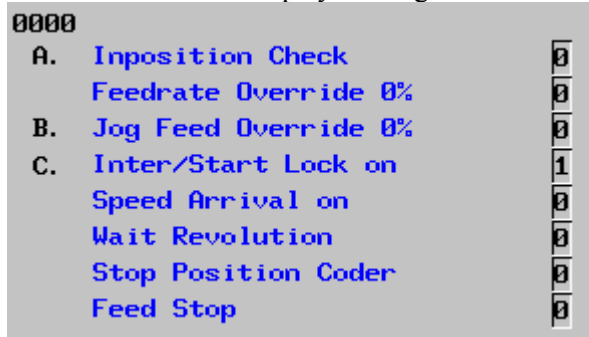 0000
A. Inposition Check 0
Feedrate Override 0% 0
B. Jog Feed Override 0% 0
C. Inter/Start Lock on 1
Speed Arrival on 0
Wait Revolution 0
Stop Position Coder 0
Feed Stop 0